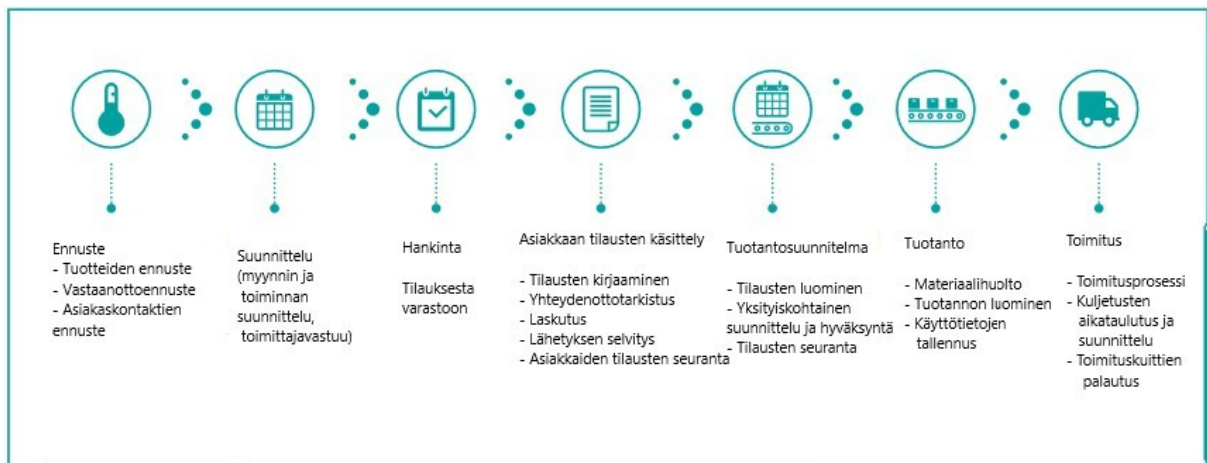 Ennuste
- Tuotteiden ennuste
- Vastaanottoennuste
- Asiakaskontaktien
ennuste
Suunnittelu
(myynnin ja
toiminnan
suunnittelu,
toimittajavastuu)
Hankinta
Tilauksesta
varastoon
Asiakkaan tilausten käsittely
- Tilausten kirjaaminen
- Yhteydenottotarkistus
- Laskutus
- Lähetyksen selvitys
- Asiakkaiden tilausten seuranta
Tuotantosuunnitelma
- Tilausten luominen
- Yksityiskohtainen
suunnittelu ja hyväksyntä
- Tilausten seuranta
Tuotanto
- Materiaalihuolto
- Tuotannon luominen
- Käyttötietojen
tallennus
Toimitus
- Toimitusprosessi
- Kuljetusten
aikataulutus ja
suunnittelu
- Toimituskuittien
palautus